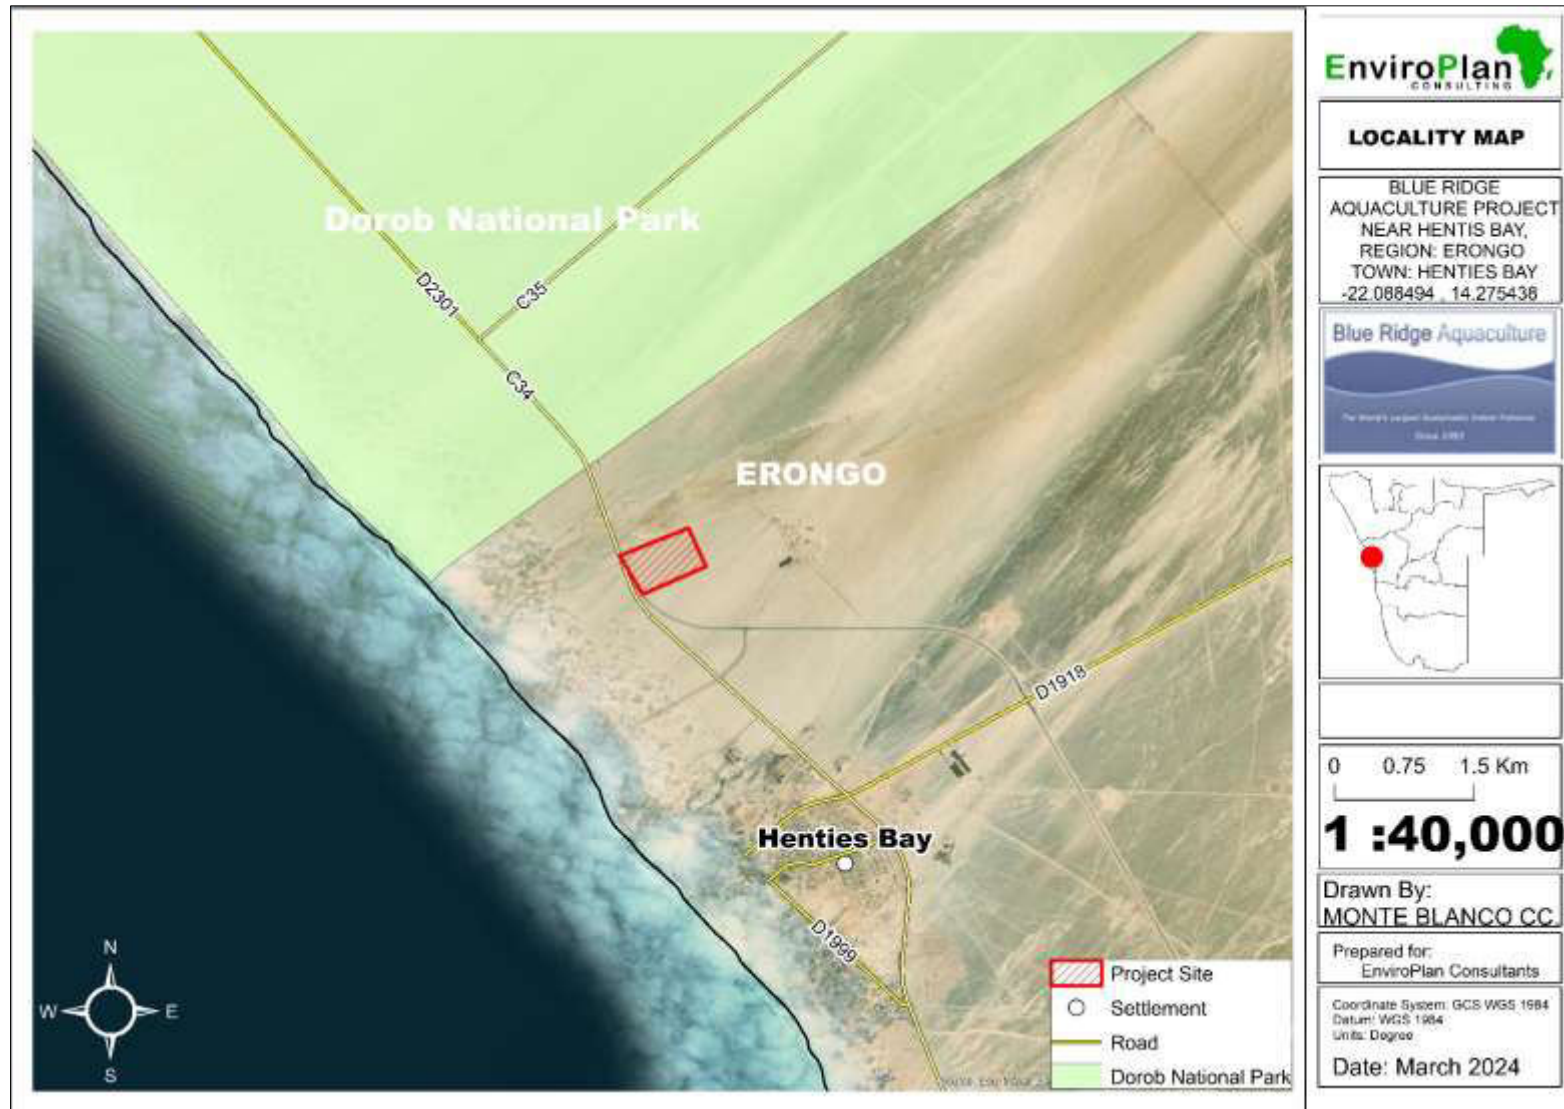 Dorob National Park
D2301
C35
C34
ERONGO
D1918
Henties Bay
D1999
N
W
E
S
Project Site
Settlement
Road
Dorob National Park
EnviroPlan
CONSULTING
LOCALITY MAP
BLUE RIDGE
AQUACULTURE PROJECT
NEAR HENTIS BAY,
REGION: ERONGO
TOWN: HENTIES BAY
-22.088494 , 14.275438
Blue Ridge Aquaculture
0 0.75 1.5 Km
1 :40,000
Drawn By:
MONTE BLANCO CC.
Prepared for:
EnviroPlan Consultants
Coordinate System: GCS WGS 1984
Datum: WGS 1984
Units: Degree
Date: March 2024